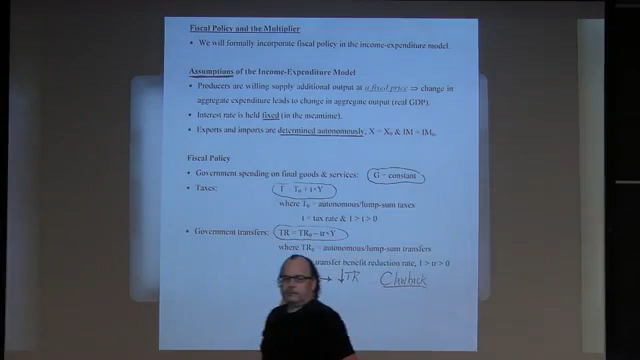 Fiscal Policy and the Multiplier
• We will formally incorporate fiscal policy in the income-expenditure model.
Assumptions of the Income-Expenditure Model
• Producers are willing supply additional output at a fixed price ⇒ change in
aggregate expenditure leads to change in aggregate output (real GDP).
• Interest rate is held fixed (in the meantime).
• Exports and imports are determined autonomously, X = X₀ & IM = IM₀.
Fiscal Policy
• Government spending on final goods & services: G = constant
• Taxes: T = T₀ + t×Y
where T₀ = autonomous/lump-sum taxes
t = tax rate & 1 > t > 0
• Government transfers: TR = TR₀ − tr×Y
where TR₀ = autonomous/lump-sum transfers
transfer benefit reduction rate, 1 > tr > 0
→ ↓TR Clawback